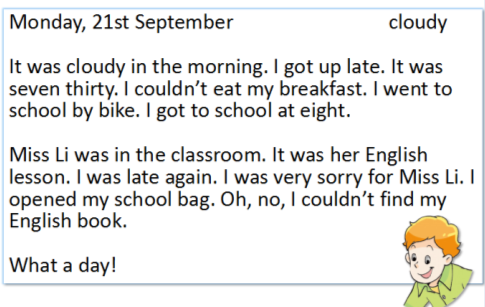 Monday, 21st September cloudy
It was cloudy in the morning. I got up late. It was
seven thirty. I couldn't eat my breakfast. I went to
school by bike. I got to school at eight.
Miss Li was in the classroom. It was her English
lesson. I was late again. I was very sorry for Miss Li. I
opened my school bag. Oh, no, I couldn't find my
English book.
What a day!